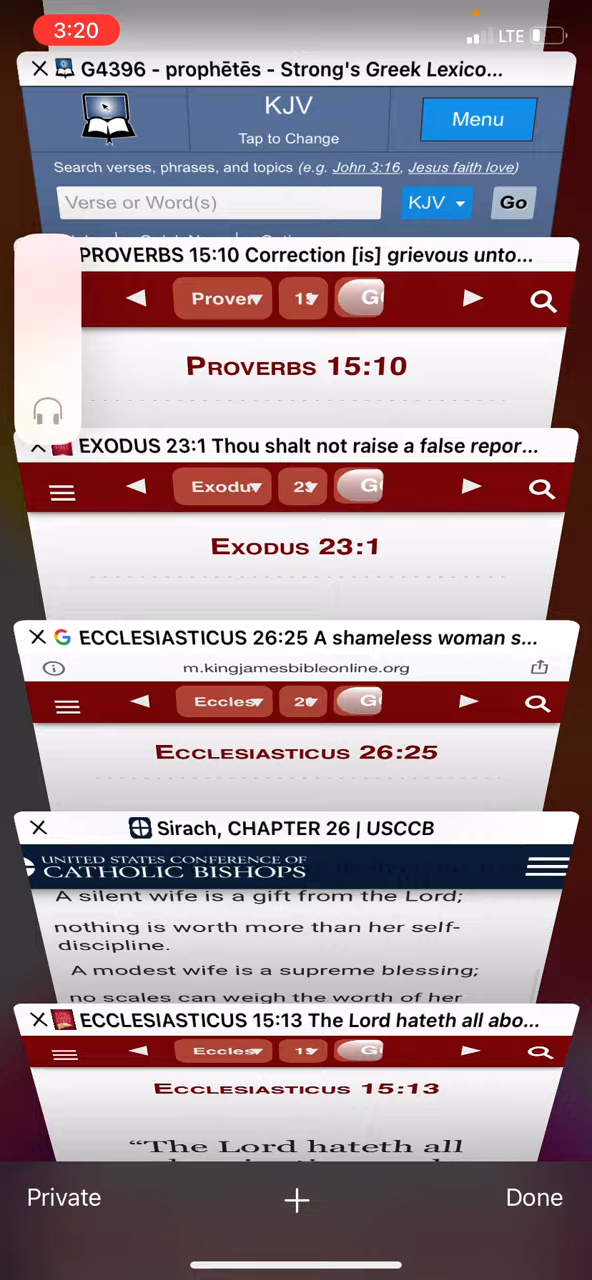 3:20
LTE
G4396 - prophētēs - Strong's Greek Lexico...
KJV
Tap to Change
Menu
Search verses, phrases, and topics (e.g. John 3:16, Jesus faith love)
Verse or Word(s)
KJV
Go
PROVERBS 15:10 Correction [is] grievous unto...
Prover
15
G
PROVERBS 15:10
EXODUS 23:1 Thou shalt not raise a false repor...
Exodu
23
G
EXODUS 23:1
ECCLESIASTICUS 26:25 A shameless woman s...
m.kingjamesbibleonline.org
Eccles
26
G
ECCLESIASTICUS 26:25
Sirach, CHAPTER 26 | USCCB
UNITED STATES CONFERENCE OF
CATHOLIC BISHOPS
A silent wife is a gift from the Lord;
nothing is worth more than her self-
discipline.
A modest wife is a supreme blessing;
no scales can weigh the worth of her
ECCLESIASTICUS 15:13 The Lord hateth all abo...
Eccles
15
G
ECCLESIASTICUS 15:13
“The Lord hateth all
Private
Done